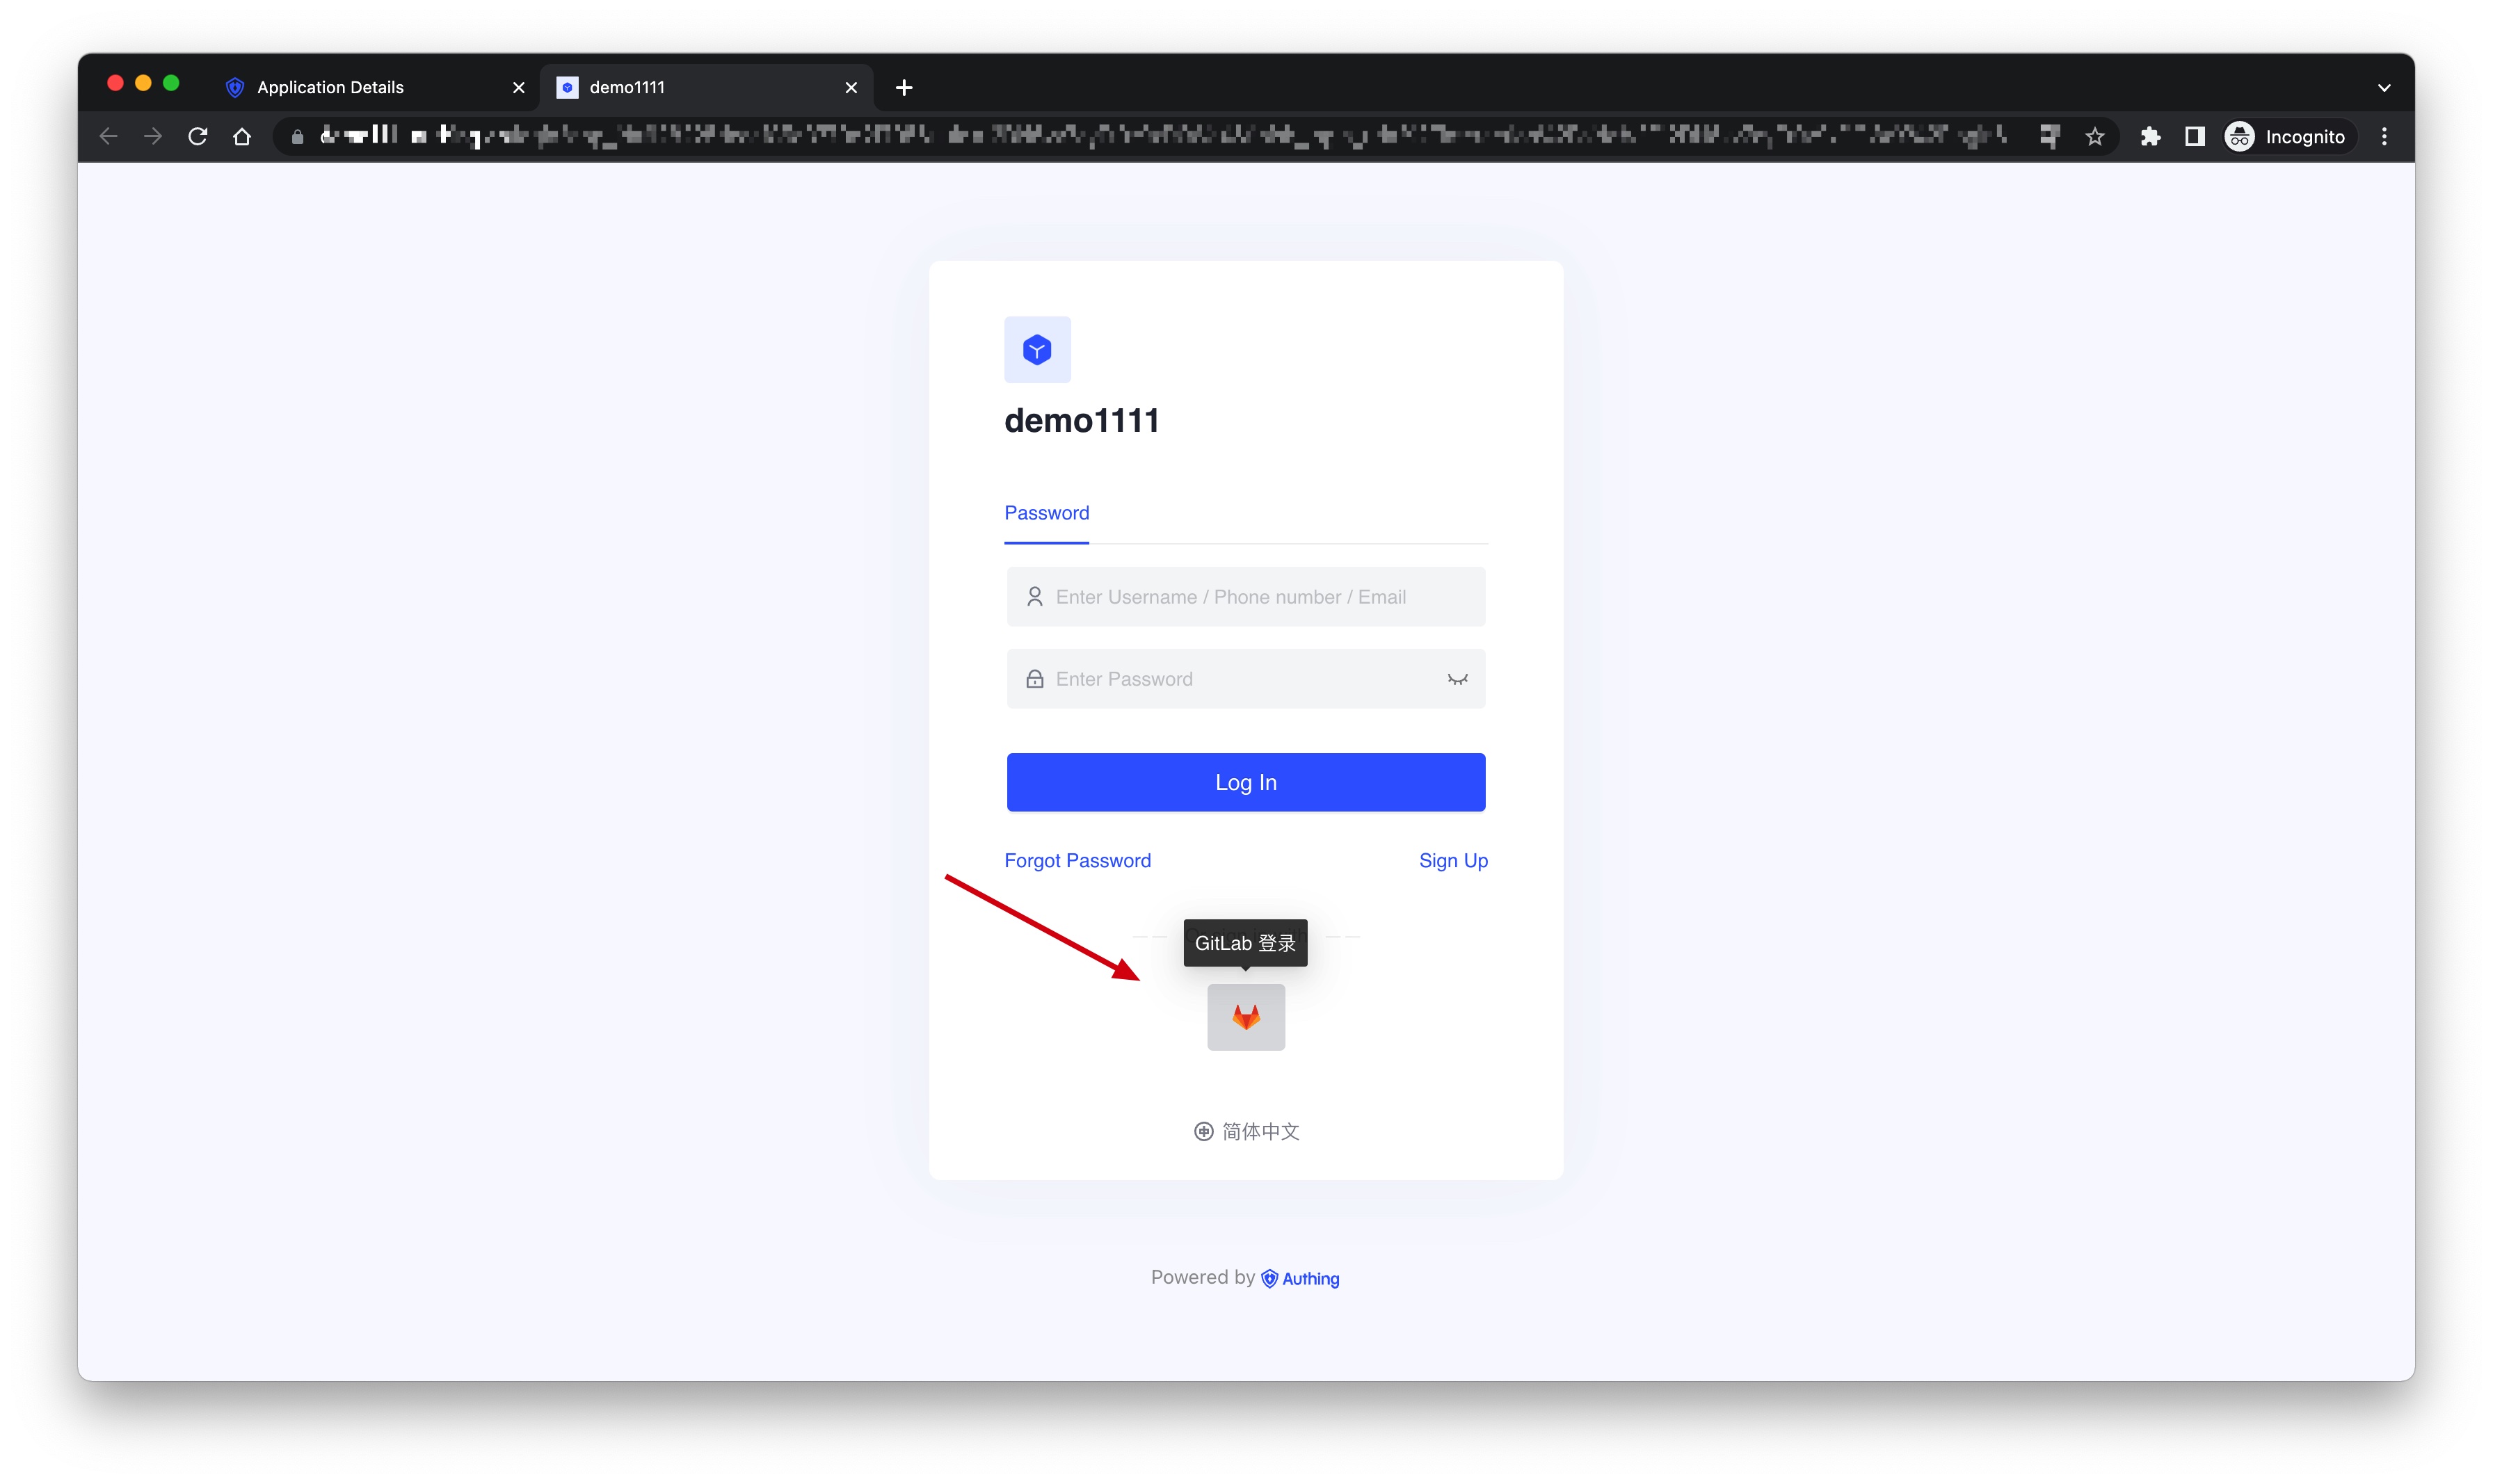 Application Details
demo1111
Incognito
demo1111
Password
Enter Username / Phone number / Email
Enter Password
Log In
Forgot Password
Sign Up
GitLab 登录
简体中文
Powered by Authing